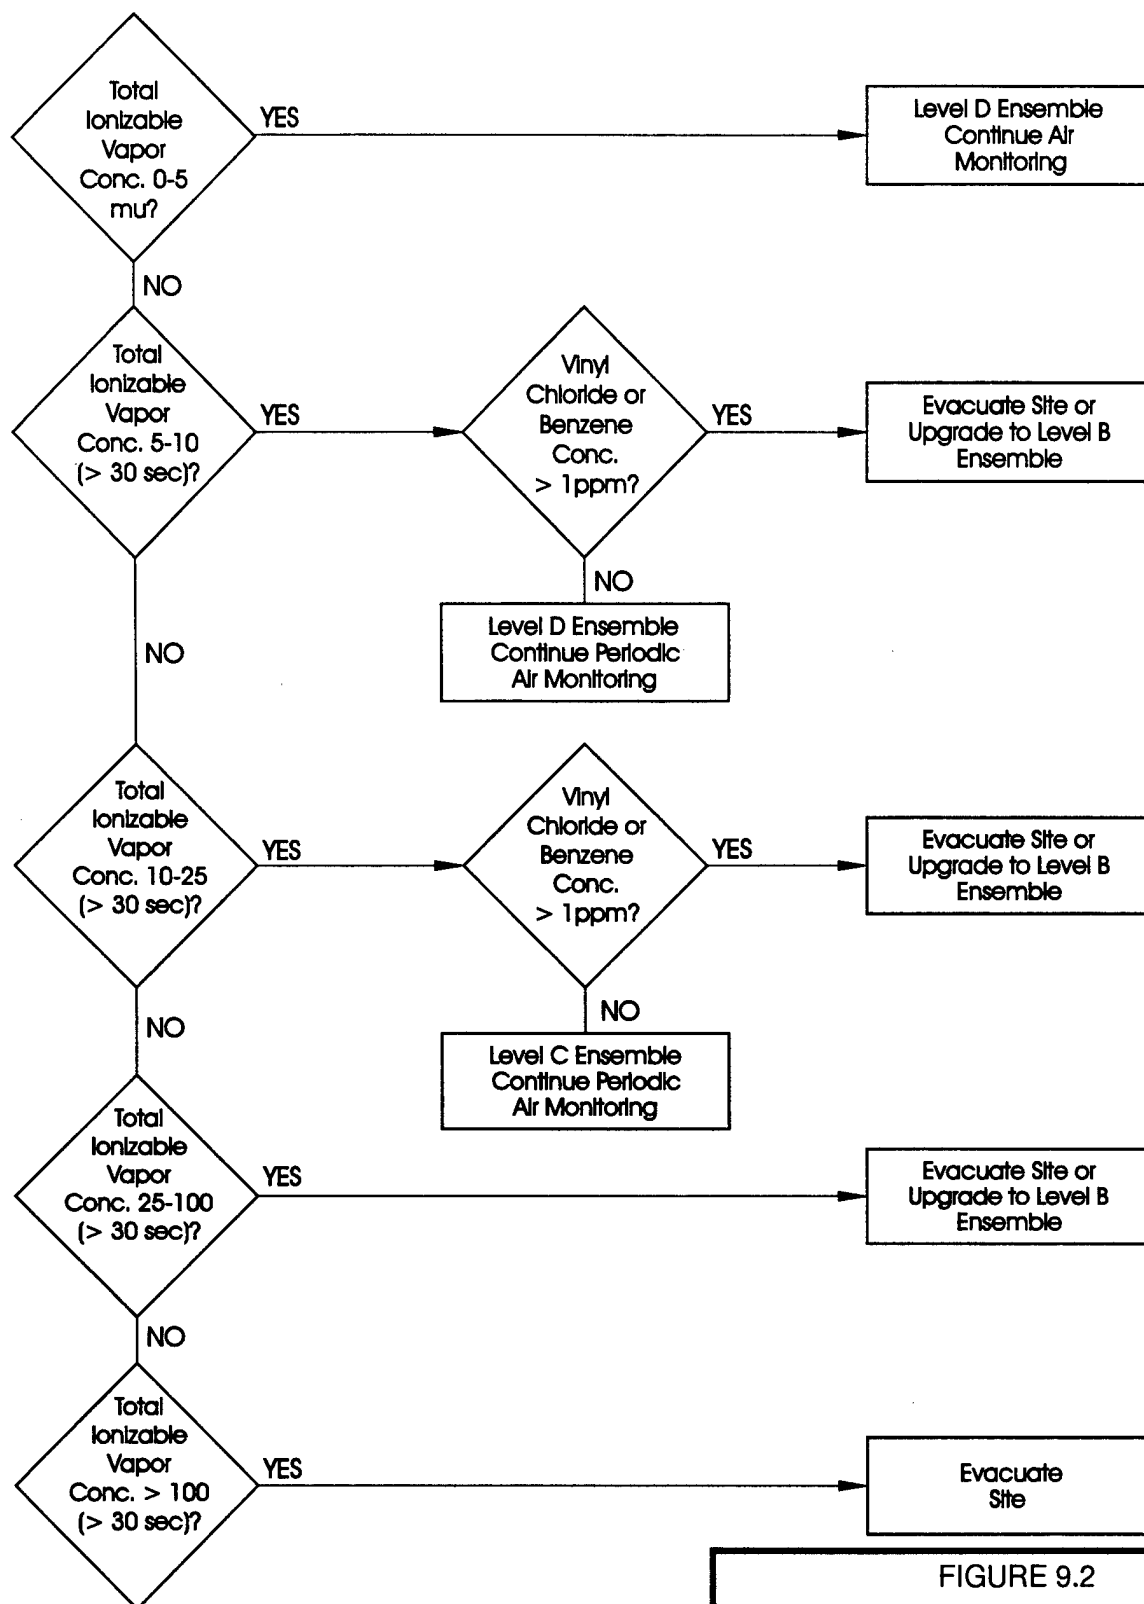 Total
Ionizable
Vapor
Conc. 0-5
mu?
YES
Level D Ensemble
Continue Air
Monitoring
NO
Total
Ionizable
Vapor
Conc. 5-10
(> 30 sec)?
YES
Vinyl
Chloride or
Benzene
Conc.
> 1ppm?
YES
Evacuate Site or
Upgrade to Level B
Ensemble
NO
Level D Ensemble
Continue Periodic
Air Monitoring
NO
Total
Ionizable
Vapor
Conc. 10-25
(> 30 sec)?
YES
Vinyl
Chloride or
Benzene
Conc.
> 1ppm?
YES
Evacuate Site or
Upgrade to Level B
Ensemble
NO
Level C Ensemble
Continue Periodic
Air Monitoring
NO
Total
Ionizable
Vapor
Conc. 25-100
(> 30 sec)?
YES
Evacuate Site or
Upgrade to Level B
Ensemble
NO
Total
Ionizable
Vapor
Conc. > 100
(> 30 sec)?
YES
Evacuate
Site
FIGURE 9.2